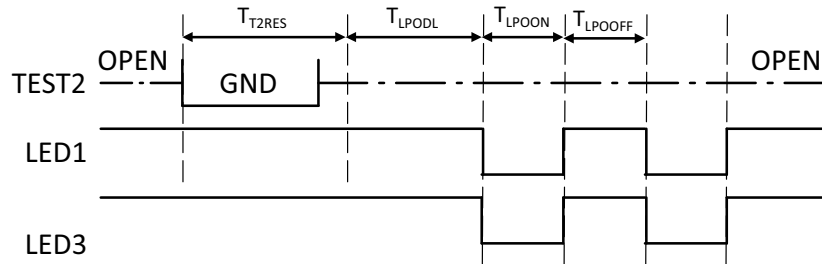 T_T2RES T_LPODL T_LPOON T_LPOOFF
OPEN OPEN
TEST2 GND
LED1
LED3